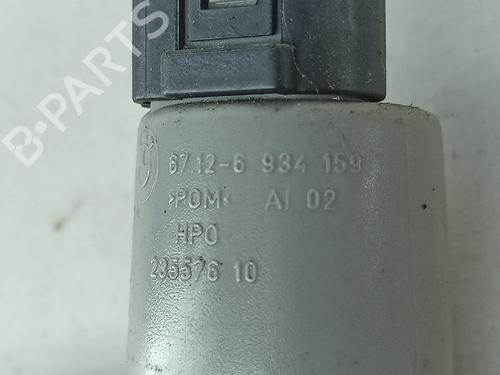 B-PARTS
67.12-6 934 159
>POM< AI 02
HPO
235576 10